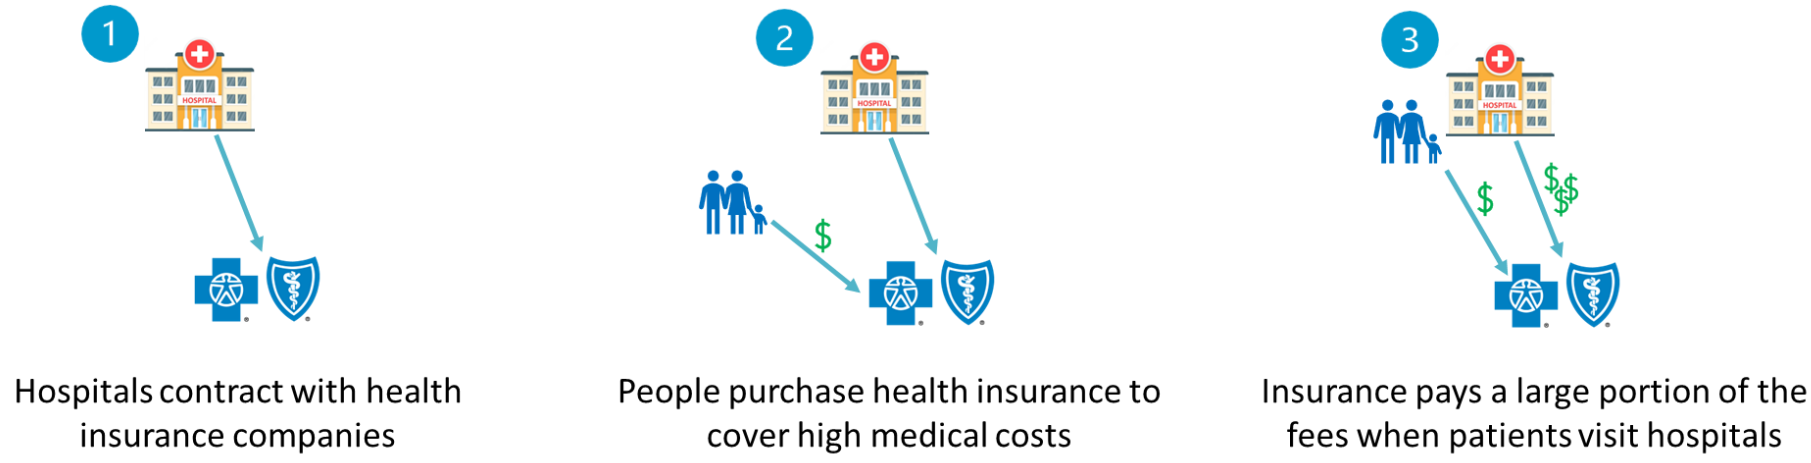 1
HOSPITAL
$
Hospitals contract with health
insurance companies
2
HOSPITAL
$
People purchase health insurance to
cover high medical costs
3
HOSPITAL
$
$
$
$
Insurance pays a large portion of the
fees when patients visit hospitals